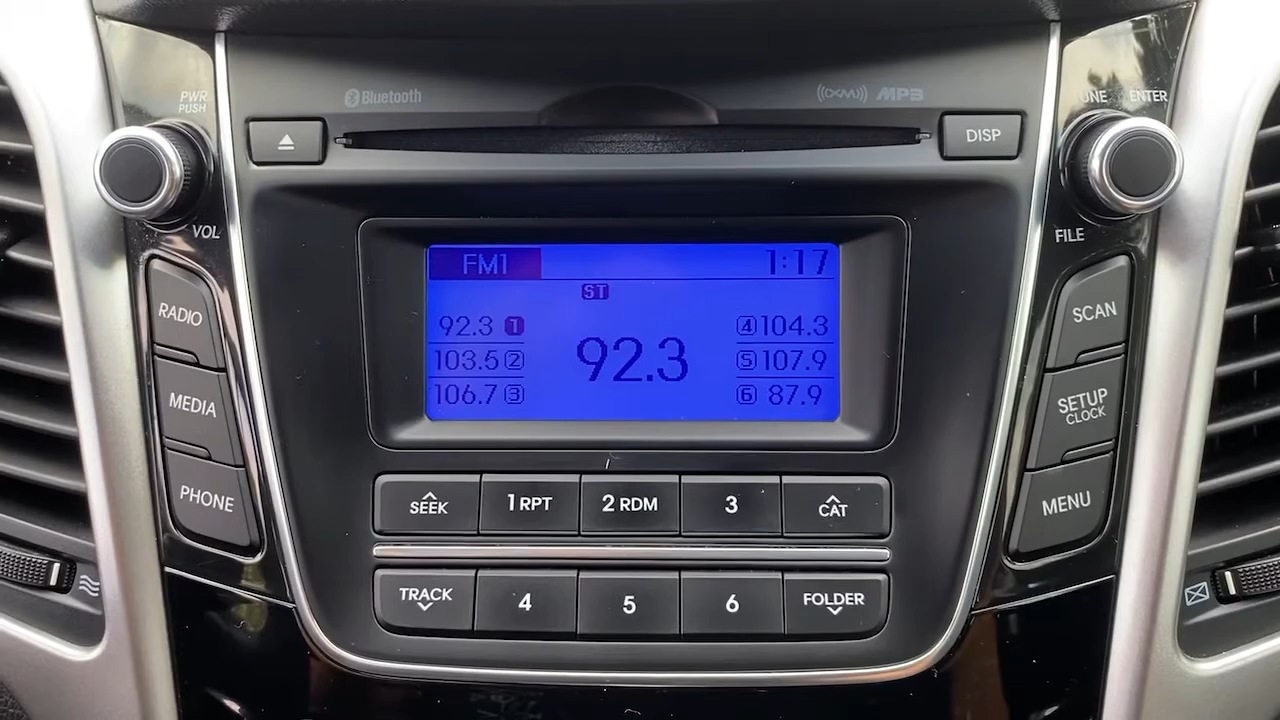 PWR
PUSH
Bluetooth
((XM)) MP3
TUNE ENTER
DISP
VOL
FILE
FM1 1:17
ST
92.3 1
4 104.3
103.5 2
92.3
5 107.9
106.7 3
6 87.9
RADIO
MEDIA
PHONE
SCAN
SETUP
CLOCK
MENU
SEEK
1 RPT
2 RDM
3
CAT
TRACK
4
5
6
FOLDER